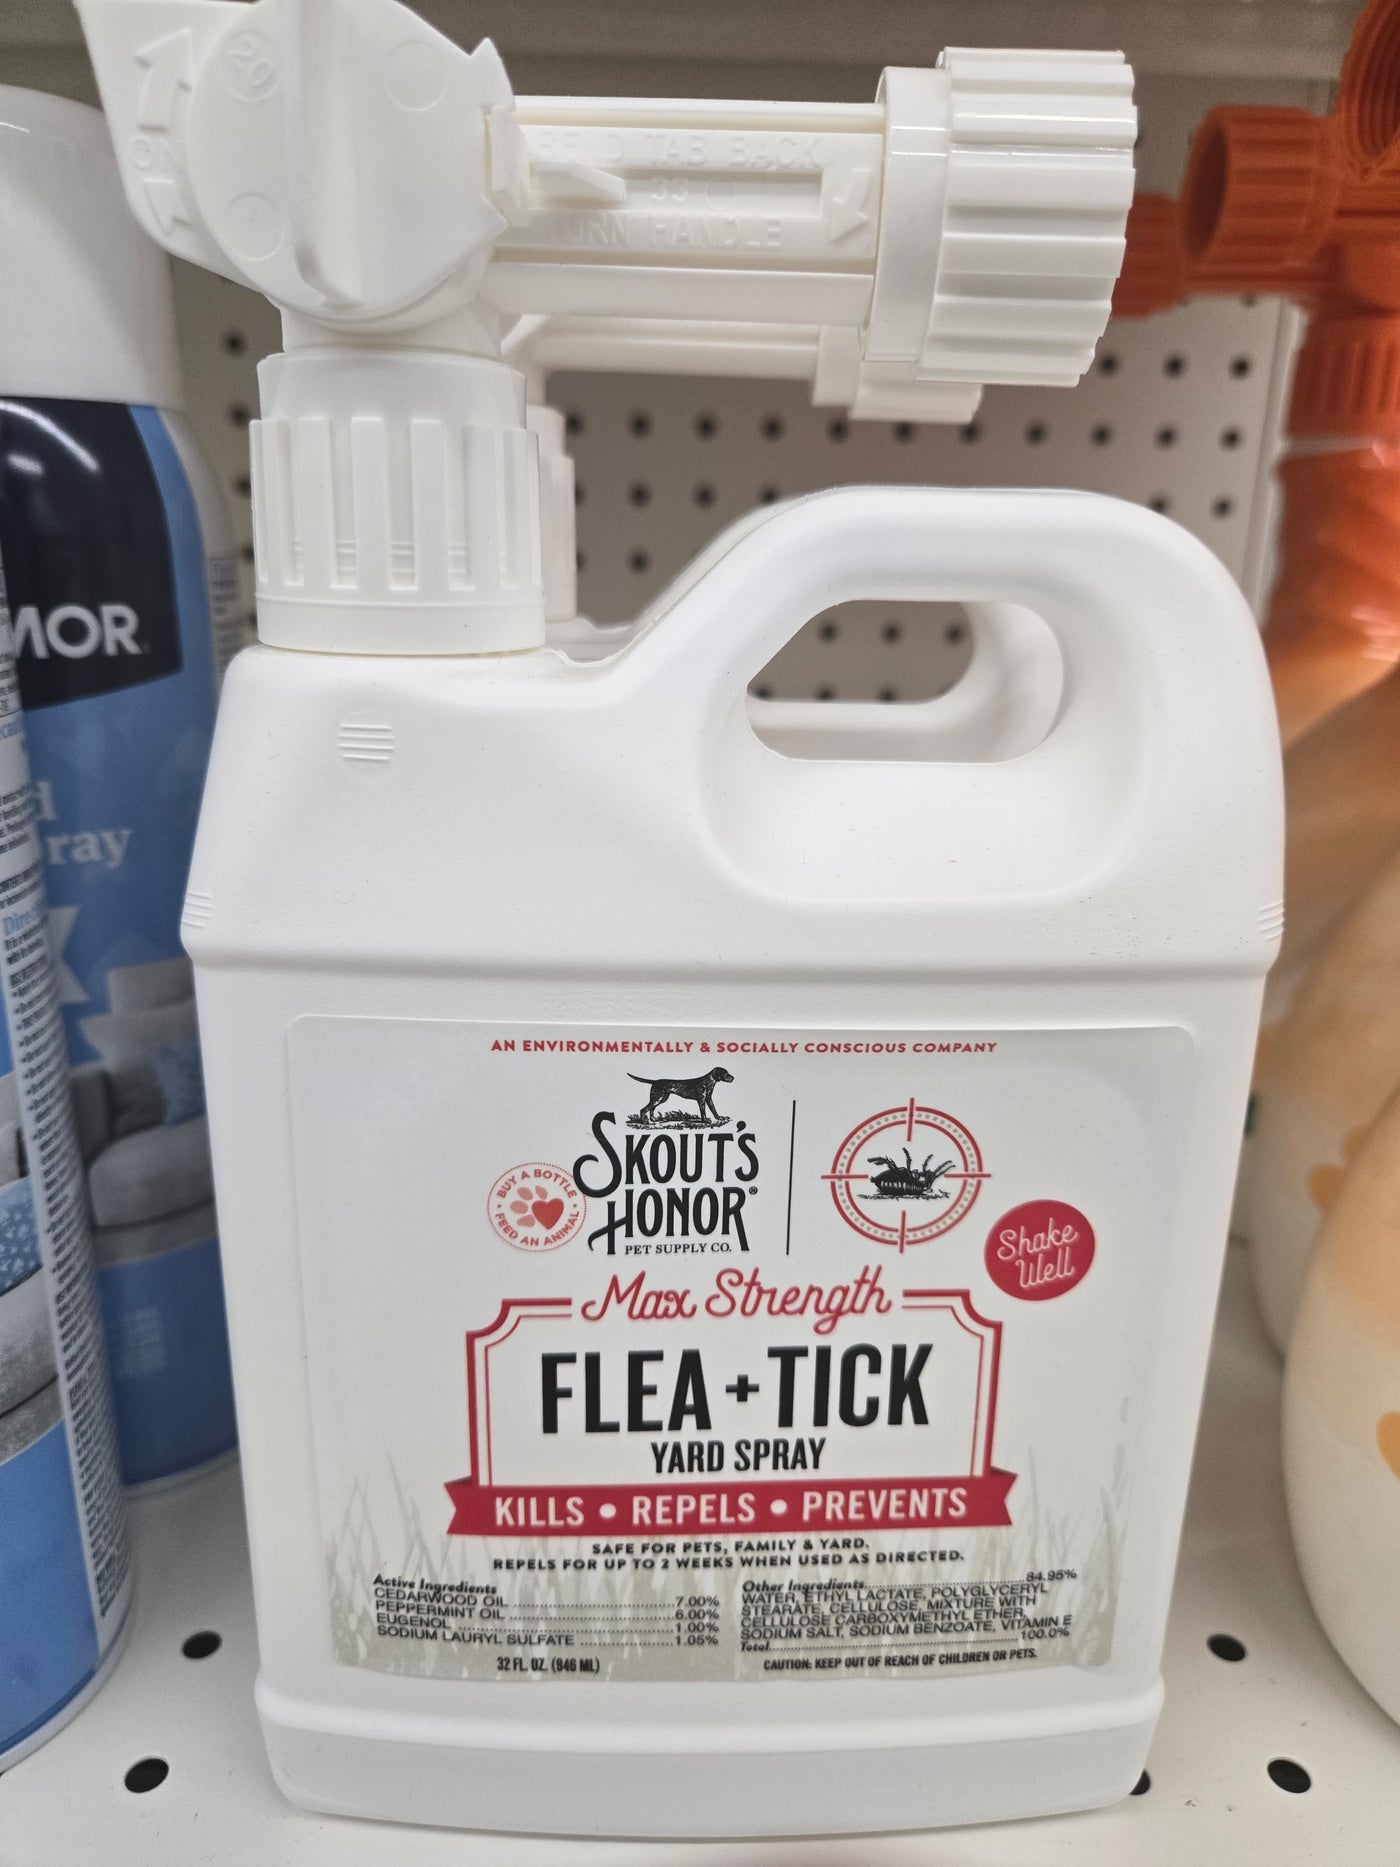 ON
20
BEND TAB BACK
33
TURN HANDLE
MOR
ray
Direc
AN ENVIRONMENTALLY & SOCIALLY CONSCIOUS COMPANY
SKOUT'S
HONOR®
PET SUPPLY CO.
BUY A BOTTLE
FEED AN ANIMAL
Shake
Well
Max Strength
FLEA + TICK
YARD SPRAY
KILLS • REPELS • PREVENTS
SAFE FOR PETS, FAMILY & YARD.
REPELS FOR UP TO 2 WEEKS WHEN USED AS DIRECTED.
Active Ingredients
CEDARWOOD OIL 7.00%
PEPPERMINT OIL 6.00%
EUGENOL 1.00%
SODIUM LAURYL SULFATE 1.05%
32 FL. OZ. (946 ML)
Other Ingredients 84.95%
WATER, ETHYL LACTATE, POLYGLYCERYL
STEARATE, CELLULOSE, MIXTURE WITH
CELLULOSE CARBOXYMETHYL ETHER,
SODIUM SALT, SODIUM BENZOATE, VITAMIN E
Total 100.0%
CAUTION: KEEP OUT OF REACH OF CHILDREN OR PETS.